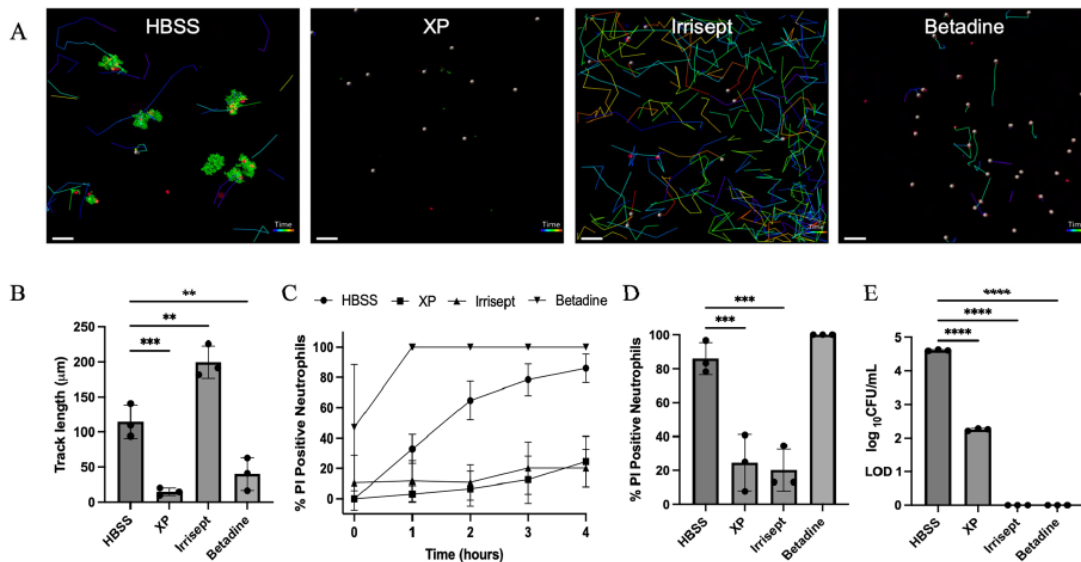 A
HBSS
XP
Irrisept
Betadine
Time
Time
Time
Time
B
**
**
***
Track length (µm)
250
200
150
100
50
0
HBSS
XP
Irrisept
Betadine
C
HBSS
XP
Irrisept
Betadine
% PI Positive Neutrophils
100
80
60
40
20
0
0
1
2
3
4
Time (hours)
D
***
***
% PI Positive Neutrophils
100
80
60
40
20
0
HBSS
XP
Irrisept
Betadine
E
****
****
****
log 10CFU/mL
5
4
3
2
LOD 1
0
HBSS
XP
Irrisept
Betadine